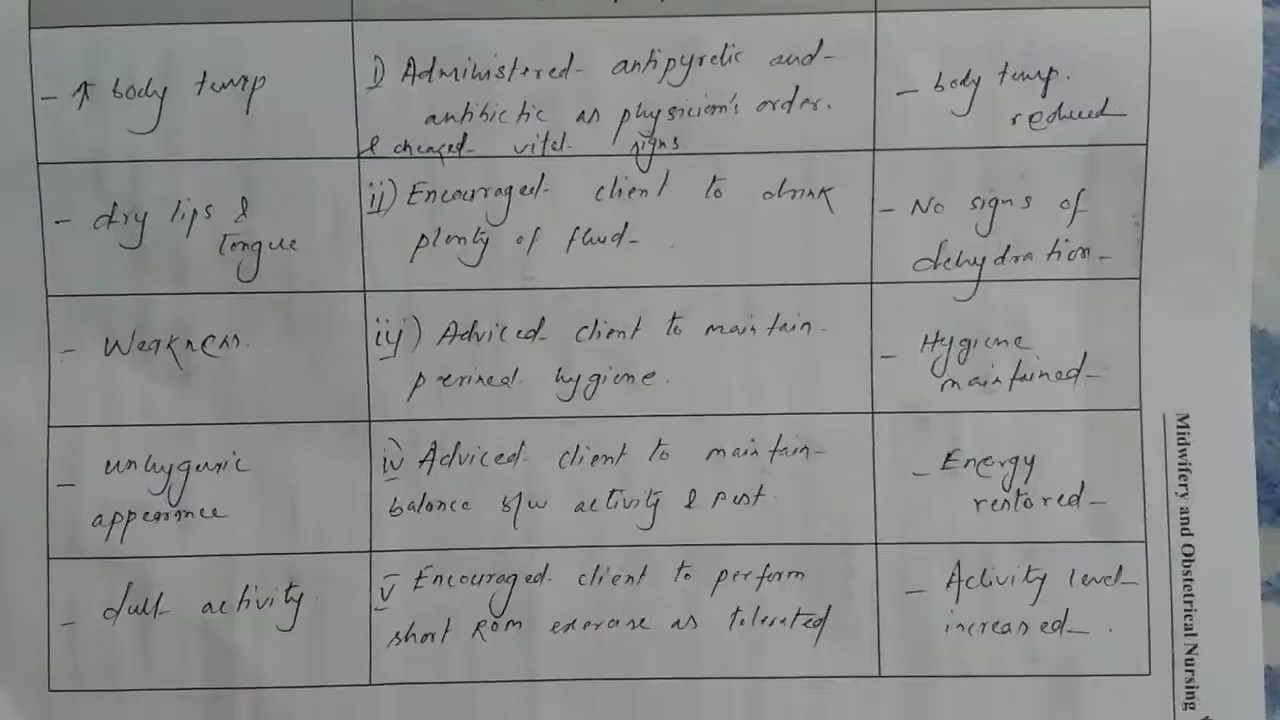 - ↑ body temp
i) Administered antipyretic and
antibiotic as physician's order.
& cheaged vital signs
- body temp.
reduced
- dry lips &
tongue
ii) Encouraged client to drink
plenty of fluid
- No signs of
dehydration
- Weakness.
iii) Adviced client to maintain
perineal hygiene.
- Hygiene
maintained
- unhygenic
appearance
iv Adviced client to maintain
balance b/w activity & rest.
- Energy
restored
- dull activity
v Encouraged client to perform
short ROM exercise as tolerated
- Activity level
increased.
Midwifery and Obstetrical Nursing